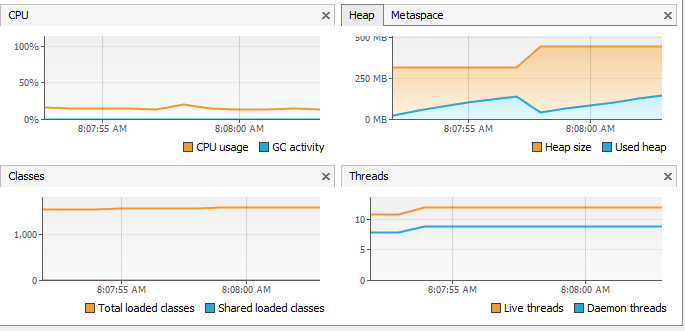 CPU
100%
50%
0%
8:07:55 AM 8:08:00 AM
CPU usage GC activity
Heap Metaspace
500 MB
250 MB
0 MB
8:07:55 AM 8:08:00 AM
Heap size Used heap
Classes
1,000
0
8:07:55 AM 8:08:00 AM
Total loaded classes Shared loaded classes
Threads
10
5
0
8:07:55 AM 8:08:00 AM
Live threads Daemon threads